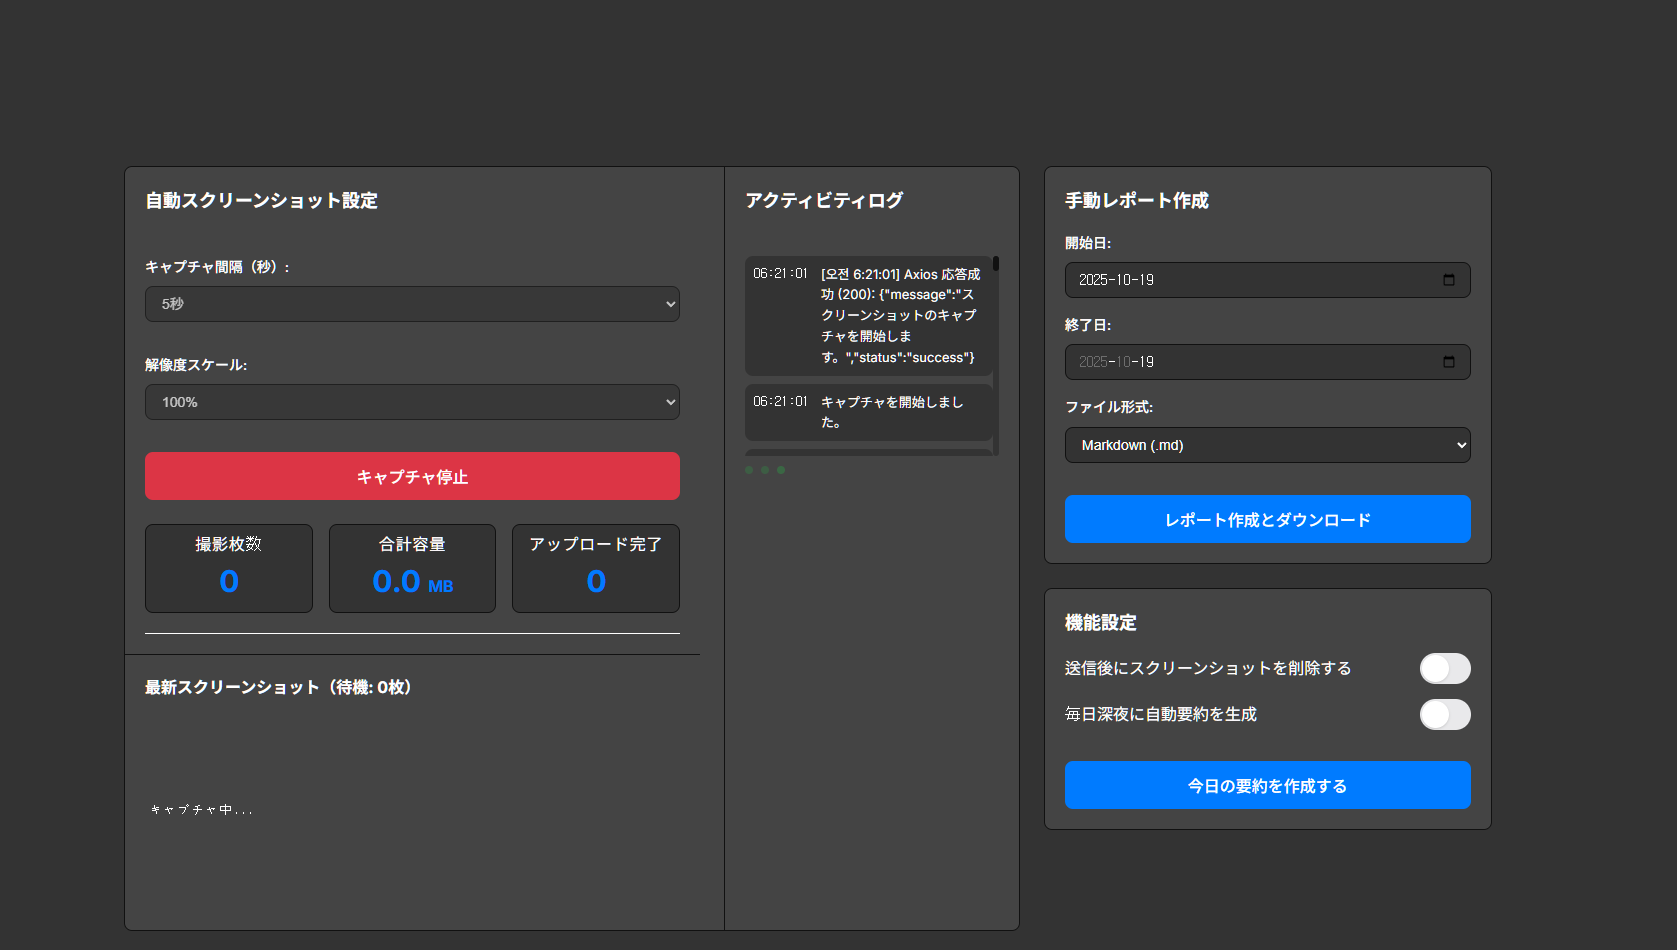 自動スクリーンショット設定
キャプチャ間隔（秒）:
5秒
解像度スケール:
100%
キャプチャ停止
撮影枚数
0
合計容量
0.0 MB
アップロード完了
0
最新スクリーンショット（待機: 0枚）
キャプチャ中...
アクティビティログ
06:21:01
[오전 6:21:01] Axios 応答成
功 (200): {"message":"ス
クリーンショットのキャプ
チャを開始しま
す。","status":"success"}
06:21:01
キャプチャを開始しまし
た。
手動レポート作成
開始日:
2025-10-19
終了日:
2025-10-19
ファイル形式:
Markdown (.md)
レポート作成とダウンロード
機能設定
送信後にスクリーンショットを削除する
毎日深夜に自動要約を生成
今日の要約を作成する